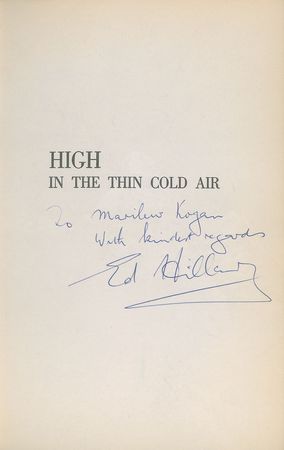 HIGH
IN THE THIN COLD AIR
To Marilew Kogan
With kindest regards
Ed Hillary